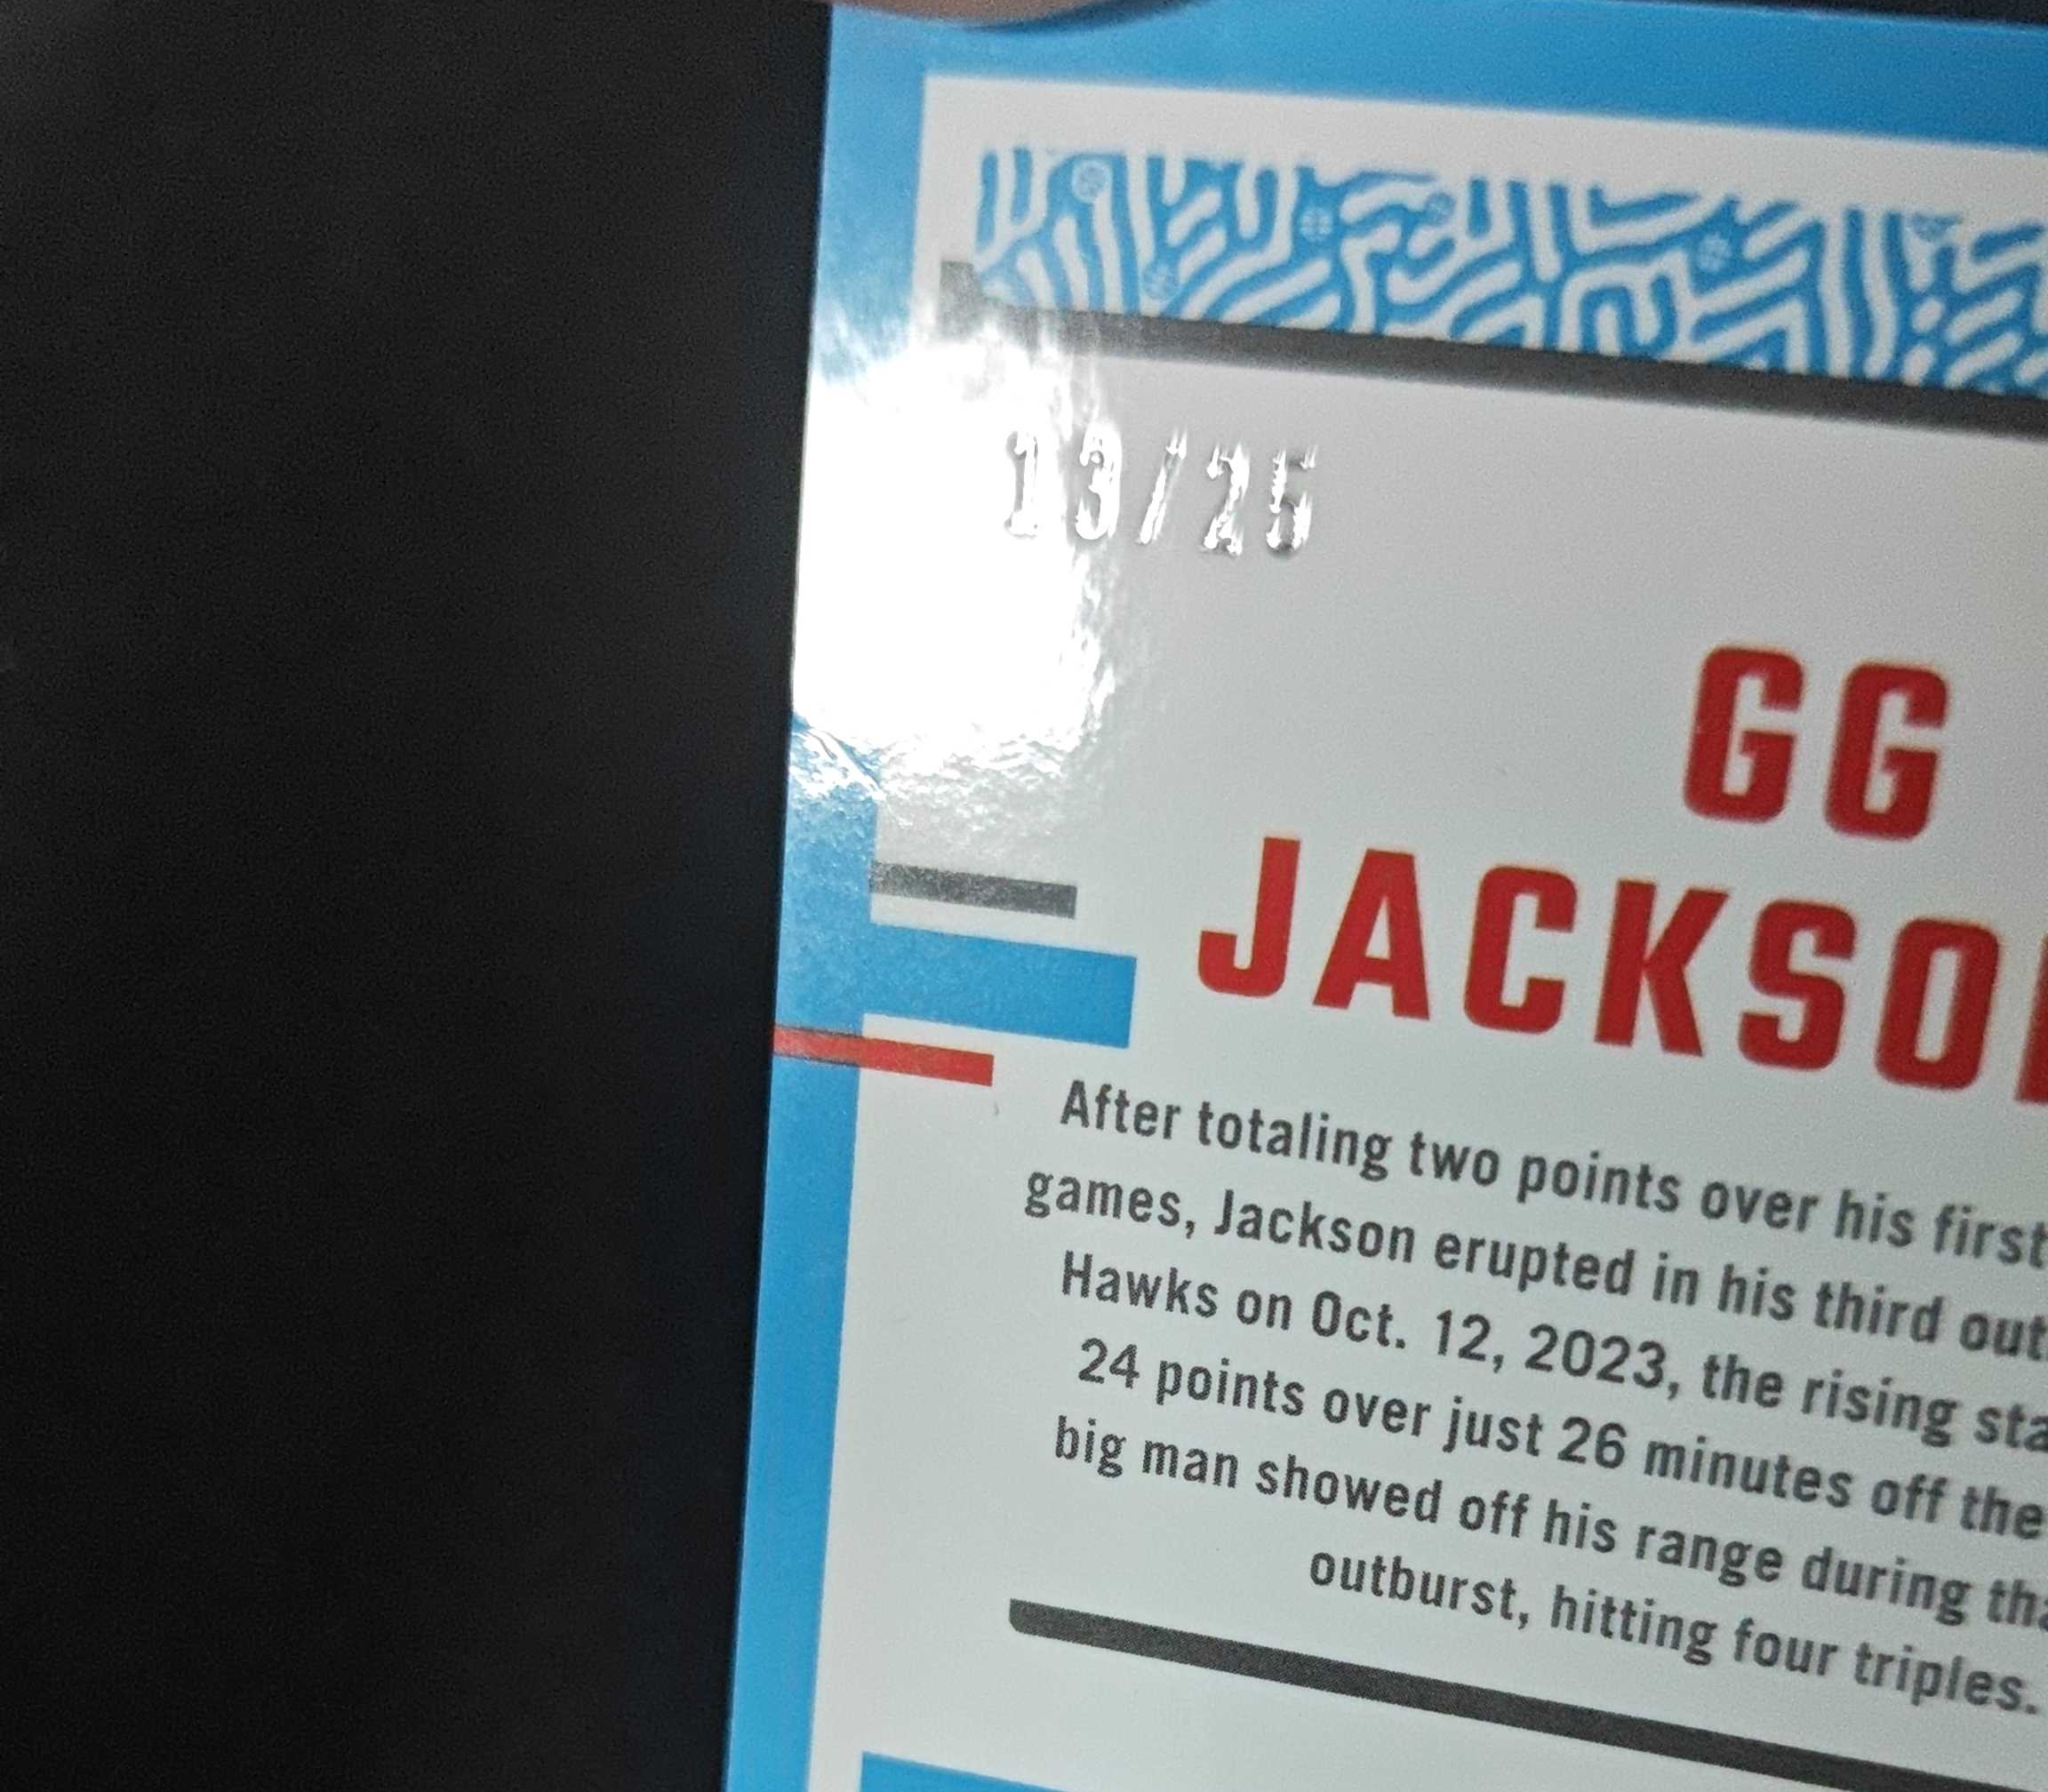 13/25
GG
JACKSO
After totaling two points over his first
games, Jackson erupted in his third out
Hawks on Oct. 12, 2023, the rising sta
24 points over just 26 minutes off the
big man showed off his range during tha
outburst, hitting four triples.